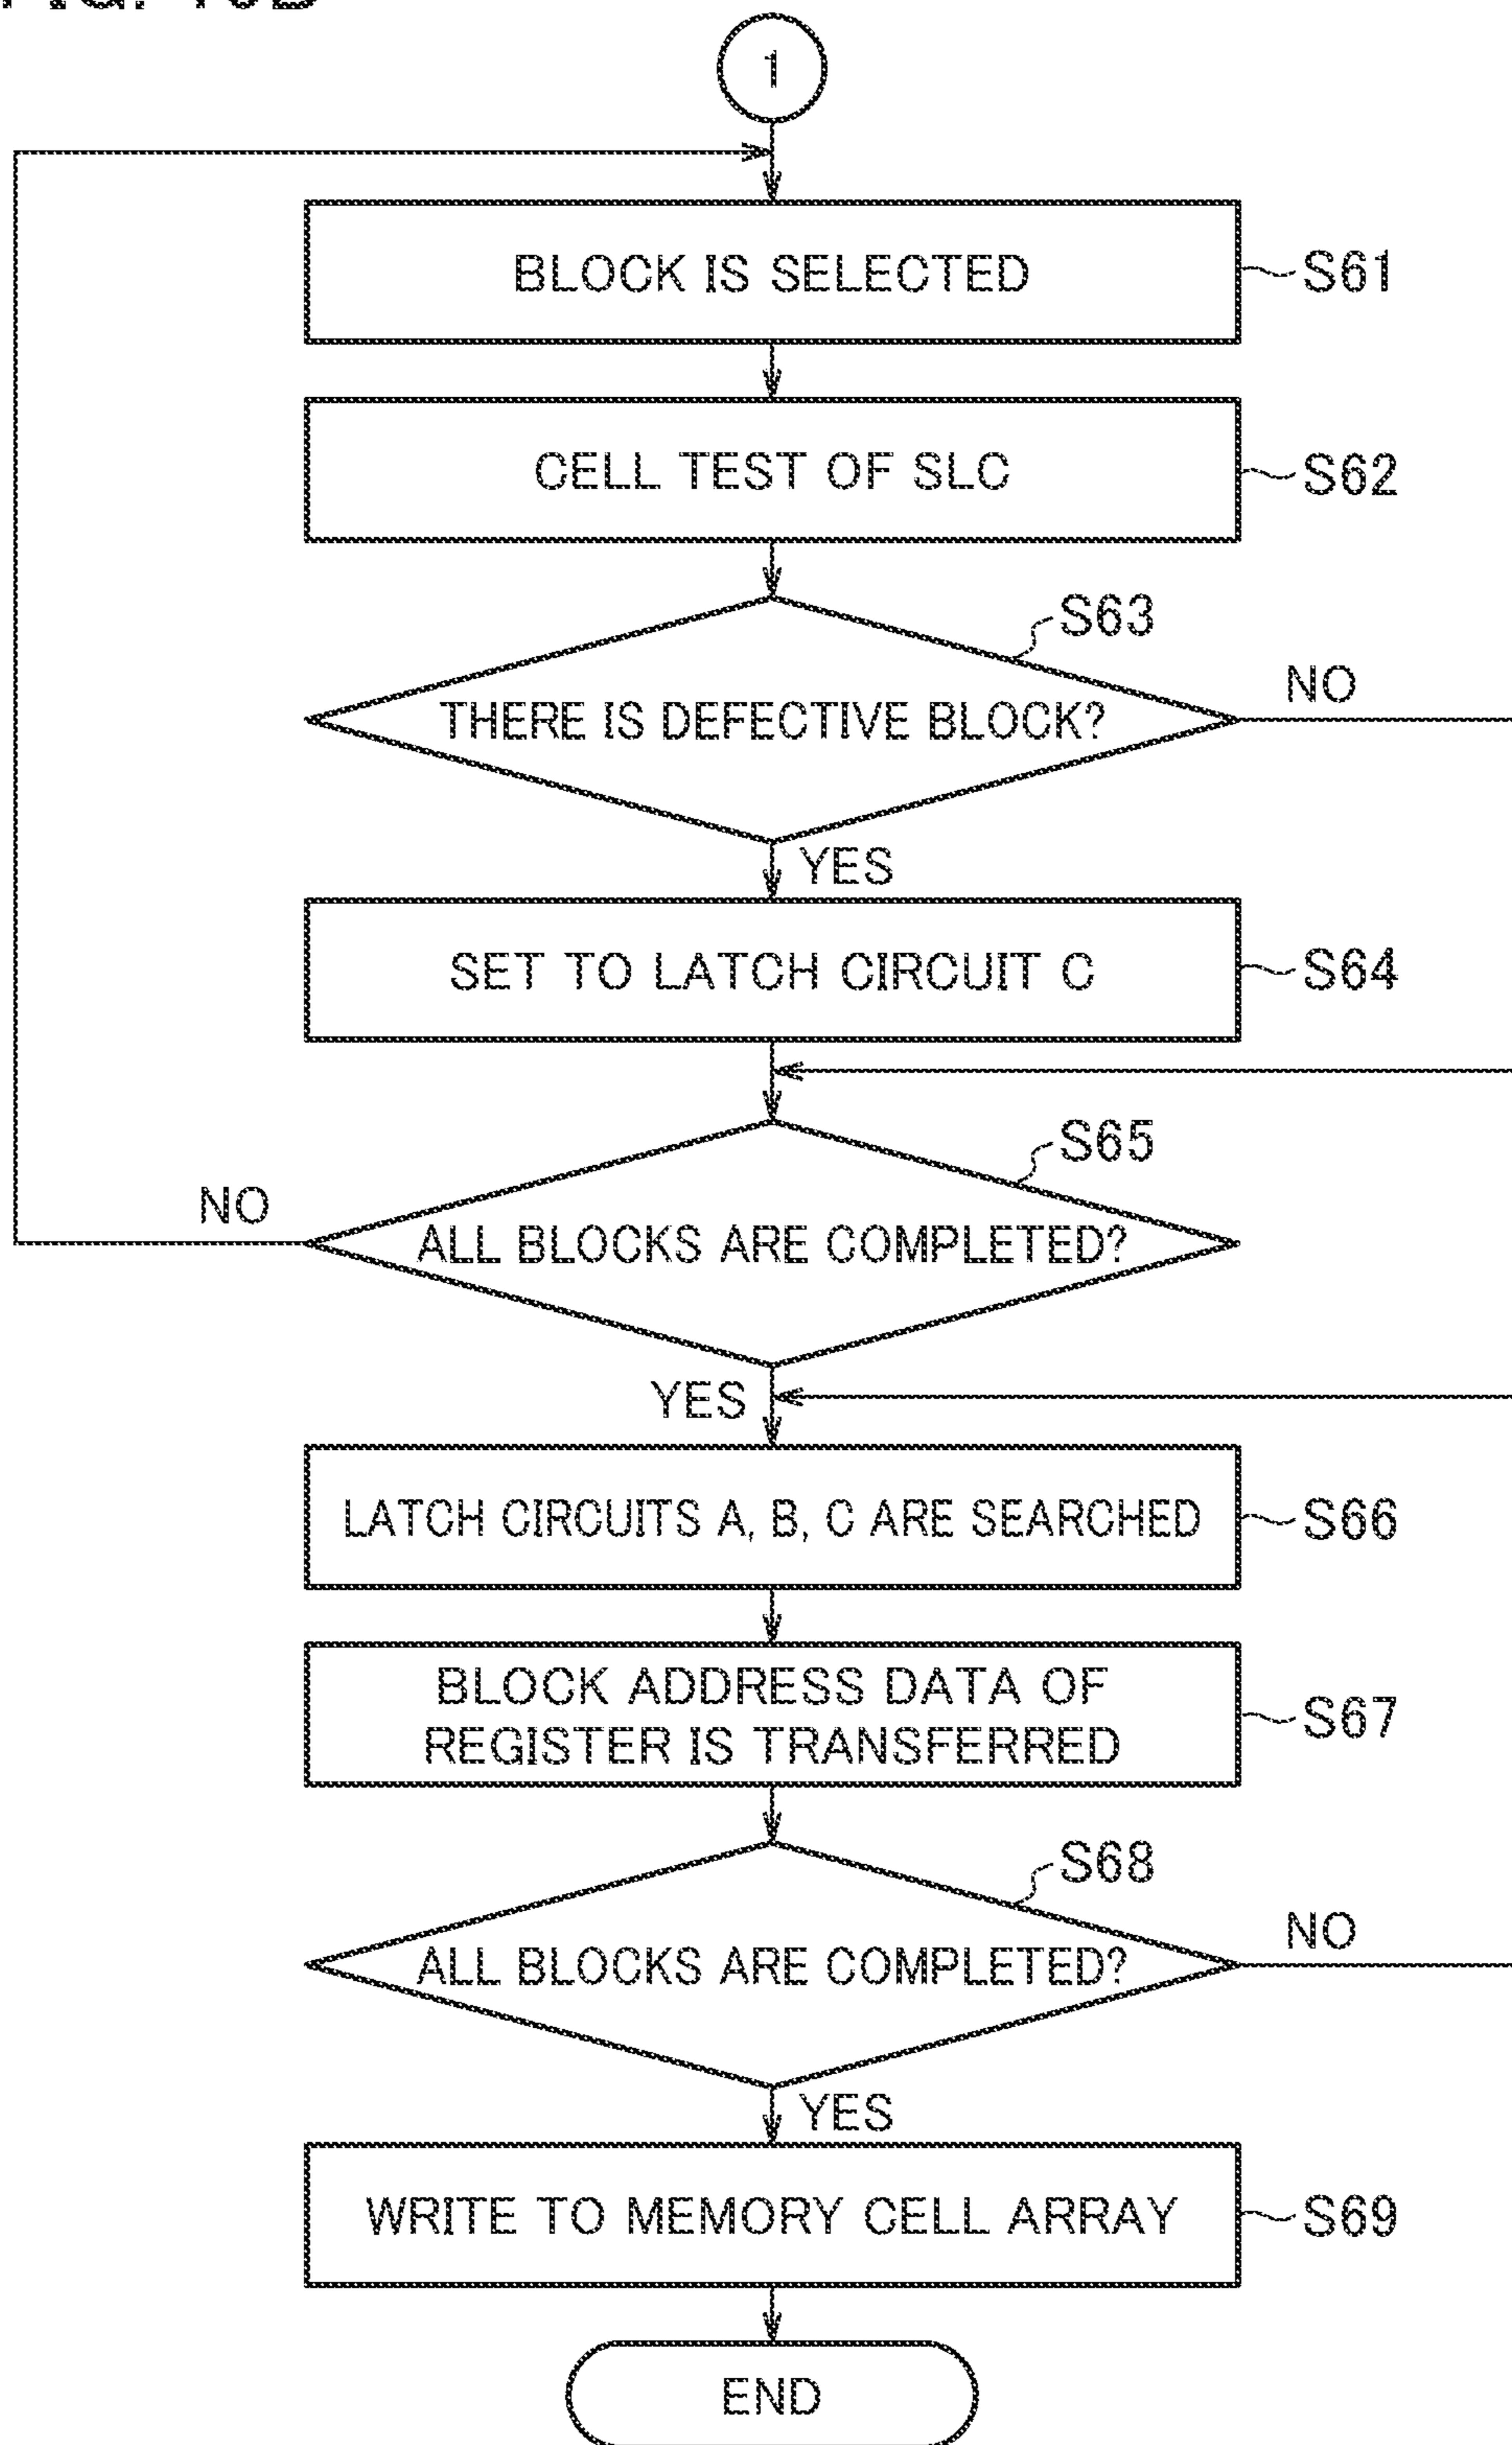 1
BLOCK IS SELECTED
S61
CELL TEST OF SLC
S62
S63
THERE IS DEFECTIVE BLOCK?
NO
YES
SET TO LATCH CIRCUIT C
S64
S65
NO
ALL BLOCKS ARE COMPLETED?
YES
LATCH CIRCUITS A, B, C ARE SEARCHED
S66
BLOCK ADDRESS DATA OF
REGISTER IS TRANSFERRED
S67
S68
ALL BLOCKS ARE COMPLETED?
NO
YES
WRITE TO MEMORY CELL ARRAY
S69
END